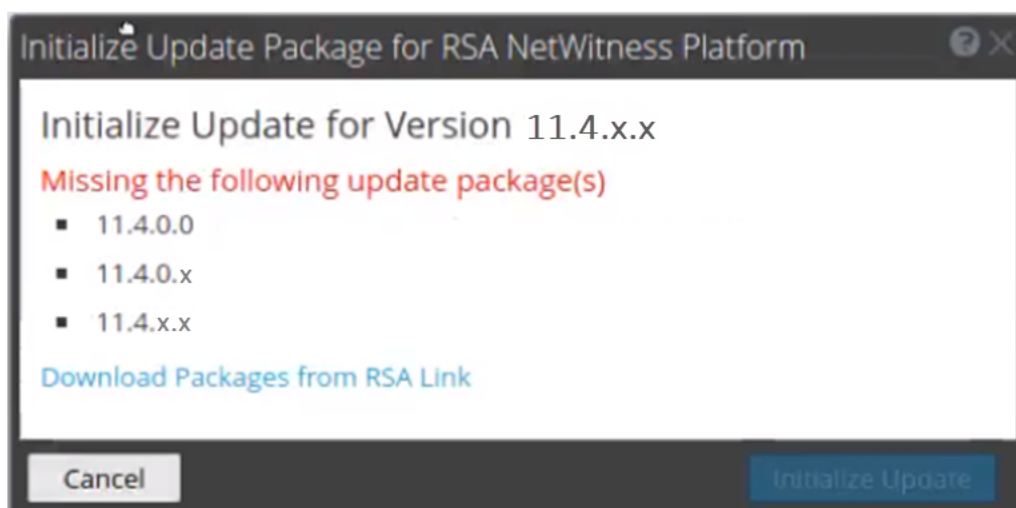 Initialize Update Package for RSA NetWitness Platform
Initialize Update for Version 11.4.x.x
Missing the following update package(s)
11.4.0.0
11.4.0.x
11.4.x.x
Download Packages from RSA Link
Cancel
Initialize Update